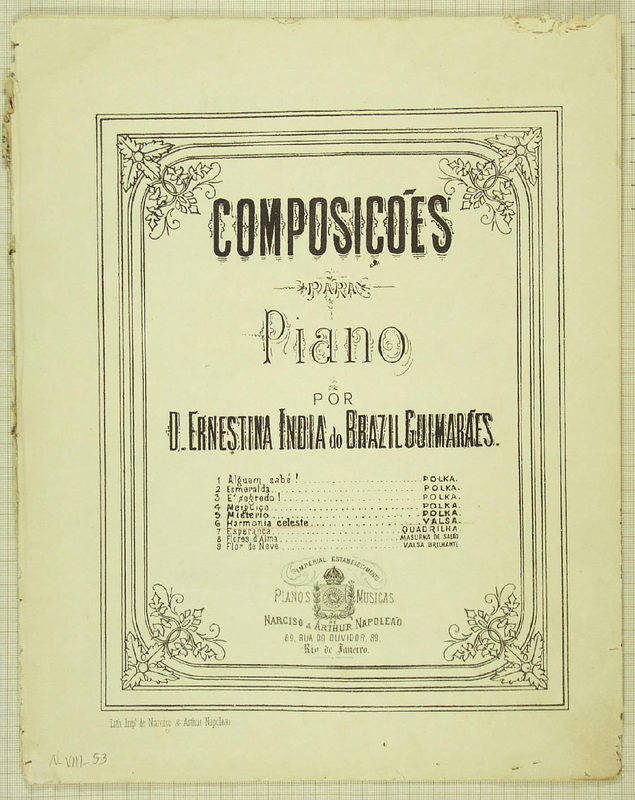 COMPOSIÇÕES
PARA
Piano
POR
D. ERNESTINA INDIA do BRAZIL GUIMARÃES.
1 Alguem sabé! POLKA.
2 Esmeralda POLKA.
3 E' segredo! POLKA.
4 POLKA.
5 Misterio POLKA.
6 Harmonia celeste VALSA.
7 Esperança QUADRILHA.
8 Flores d'Alma MASURKA DE SALÃO
9 Flor de Neve VALSA BRILHANTE
IMPERIAL ESTABELECIMENTO
PIANOS MUSICAS
DE
NARCISO & ARTHUR NAPOLEÃO
89, RUA DO OUVIDOR, 89.
Rio de Janeiro.
Lith. Impl. de Narciso & Arthur Napoleão
N-VIII-53